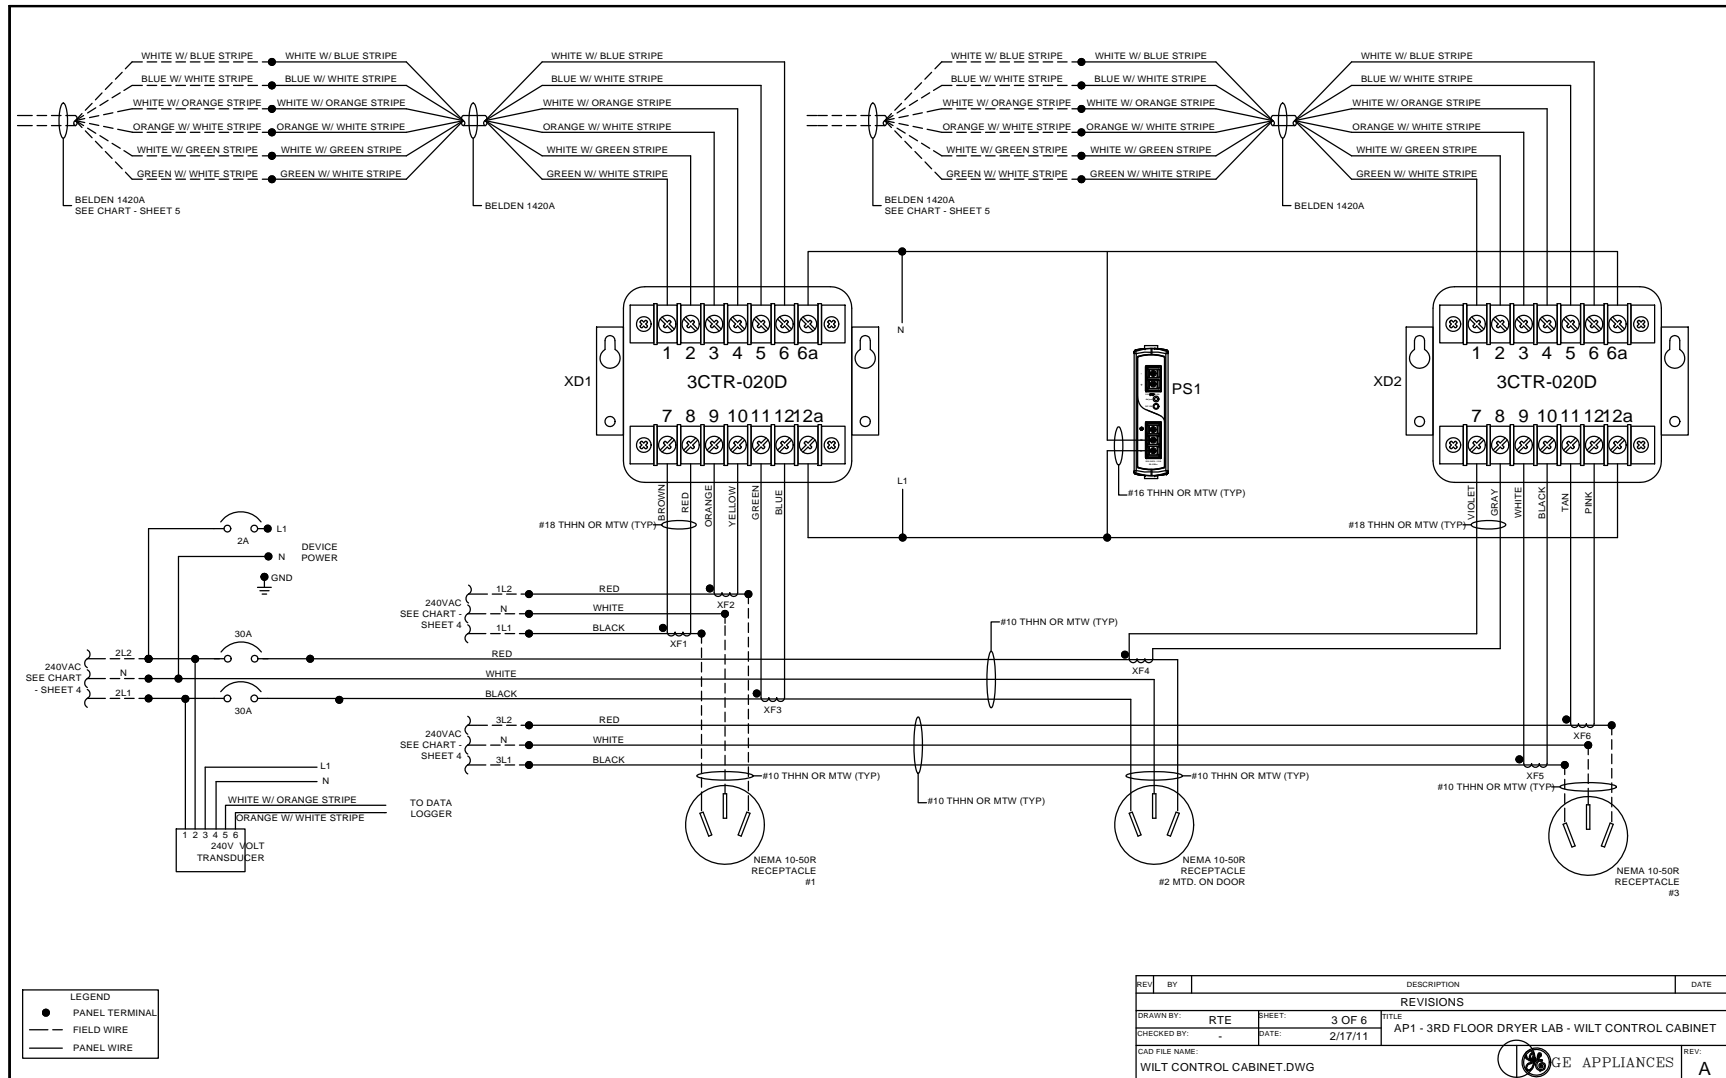 WHITE W/ BLUE STRIPE WHITE W/ BLUE STRIPE WHITE W/ BLUE STRIPE
BLUE W/ WHITE STRIPE BLUE W/ WHITE STRIPE BLUE W/ WHITE STRIPE
WHITE W/ ORANGE STRIPE WHITE W/ ORANGE STRIPE WHITE W/ ORANGE STRIPE
ORANGE W/ WHITE STRIPE ORANGE W/ WHITE STRIPE ORANGE W/ WHITE STRIPE
WHITE W/ GREEN STRIPE WHITE W/ GREEN STRIPE WHITE W/ GREEN STRIPE
GREEN W/ WHITE STRIPE GREEN W/ WHITE STRIPE GREEN W/ WHITE STRIPE
BELDEN 1420A
SEE CHART - SHEET 5
BELDEN 1420A
WHITE W/ BLUE STRIPE WHITE W/ BLUE STRIPE WHITE W/ BLUE STRIPE
BLUE W/ WHITE STRIPE BLUE W/ WHITE STRIPE BLUE W/ WHITE STRIPE
WHITE W/ ORANGE STRIPE WHITE W/ ORANGE STRIPE WHITE W/ ORANGE STRIPE
ORANGE W/ WHITE STRIPE ORANGE W/ WHITE STRIPE ORANGE W/ WHITE STRIPE
WHITE W/ GREEN STRIPE WHITE W/ GREEN STRIPE WHITE W/ GREEN STRIPE
GREEN W/ WHITE STRIPE GREEN W/ WHITE STRIPE GREEN W/ WHITE STRIPE
BELDEN 1420A
SEE CHART - SHEET 5
BELDEN 1420A
N
1 2 3 4 5 6 6a
XD1
3CTR-020D
7 8 9 10 11 12 12a
PS1
1 2 3 4 5 6 6a
XD2
3CTR-020D
7 8 9 10 11 12 12a
L1
#16 THHN OR MTW (TYP)
BROWN
RED
ORANGE
YELLOW
GREEN
BLUE
#18 THHN OR MTW (TYP)
VIOLET
GRAY
WHITE
BLACK
TAN
PINK
#18 THHN OR MTW (TYP)
L1
2A
N
DEVICE
POWER
GND
240VAC
SEE CHART -
SHEET 4
1L2
RED
N
WHITE
1L1
BLACK
XF2
XF1
#10 THHN OR MTW (TYP)
240VAC
SEE CHART
- SHEET 4
2L2
30A
RED
N
WHITE
2L1
30A
BLACK
XF3
XF4
240VAC
SEE CHART -
SHEET 4
3L2
RED
N
WHITE
3L1
BLACK
XF6
XF5
#10 THHN OR MTW (TYP)
#10 THHN OR MTW (TYP)
#10 THHN OR MTW (TYP)
#10 THHN OR MTW (TYP)
L1
N
WHITE W/ ORANGE STRIPE
ORANGE W/ WHITE STRIPE
TO DATA
LOGGER
1 2 3 4 5 6
240V VOLT
TRANSDUCER
NEMA 10-50R
RECEPTACLE
#1
NEMA 10-50R
RECEPTACLE
#2 MTD. ON DOOR
NEMA 10-50R
RECEPTACLE
#3
LEGEND
PANEL TERMINAL
FIELD WIRE
PANEL WIRE
REV BY DESCRIPTION DATE
REVISIONS
DRAWN BY: RTE SHEET: 3 OF 6 TITLE
AP1 - 3RD FLOOR DRYER LAB - WILT CONTROL CABINET
CHECKED BY: - DATE: 2/17/11
CAD FILE NAME:
WILT CONTROL CABINET.DWG
GE APPLIANCES
REV:
A